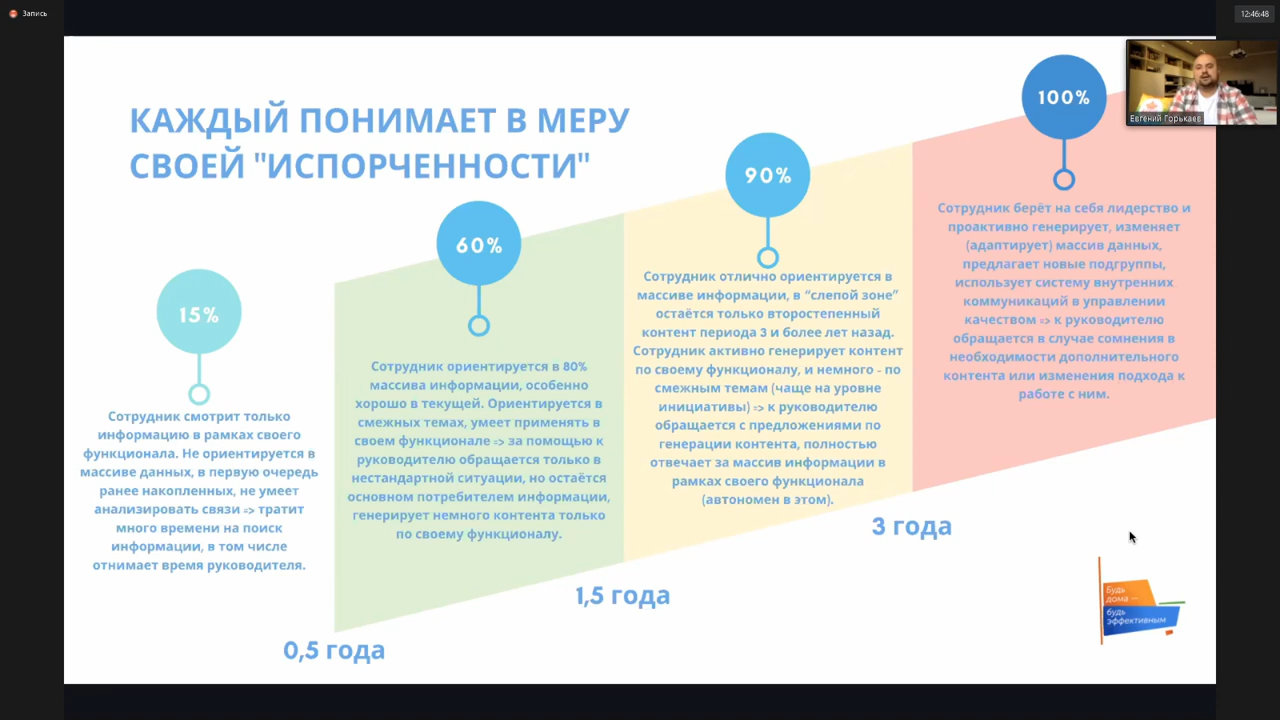 Запись
12:46:48
Евгений Горькаев
КАЖДЫЙ ПОНИМАЕТ В МЕРУ
СВОЕЙ "ИСПОРЧЕННОСТИ"
15%
Сотрудник смотрит только
информацию в рамках своего
функционала. Не ориентируется в
массиве данных, в первую очередь
ранее накопленных, не умеет
анализировать связи => тратит
много времени на поиск
информации, в том числе
отнимает время руководителя.
0,5 года
60%
Сотрудник ориентируется в 80%
массива информации, особенно
хорошо в текущей. Ориентируется в
смежных темах, умеет применять в
своем функционале => за помощью к
руководителю обращается только в
нестандартной ситуации, но остаётся
основном потребителем информации,
генерирует немного контента только
по своему функционалу.
1,5 года
90%
Сотрудник отлично ориентируется в
массиве информации, в “слепой зоне”
остаётся только второстепенный
контент периода 3 и более лет назад.
Сотрудник активно генерирует контент
по своему функционалу, и немного - по
смежным темам (чаще на уровне
инициативы) => к руководителю
обращается с предложениями по
генерации контента, полностью
отвечает за массив информации в
рамках своего функционала
(автономен в этом).
3 года
100%
Сотрудник берёт на себя лидерство и
проактивно генерирует, изменяет
(адаптирует) массив данных,
предлагает новые подгруппы,
использует систему внутренних
коммуникаций в управлении
качеством => к руководителю
обращается в случае сомнения в
необходимости дополнительного
контента или изменения подхода к
работе с ним.
Будь
дома —
будь
эффективным